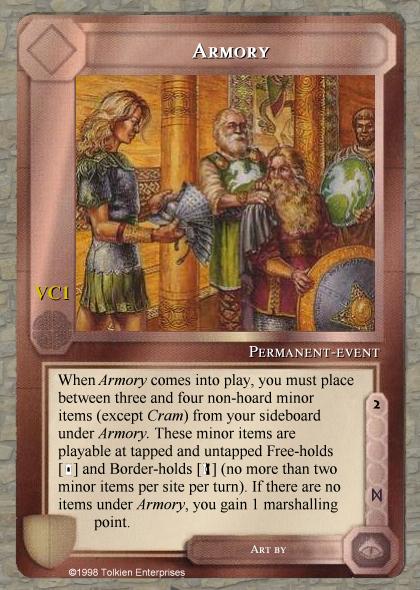 ARMORY
VC1
PERMANENT-EVENT
When Armory comes into play, you must place
between three and four non-hoard minor
items (except Cram) from your sideboard
under Armory. These minor items are
playable at tapped and untapped Free-holds
[▪] and Border-holds [] (no more than two
minor items per site per turn). If there are no
items under Armory, you gain 1 marshalling
point.
2
ᛞ
ART BY
©1998 Tolkien Enterprises